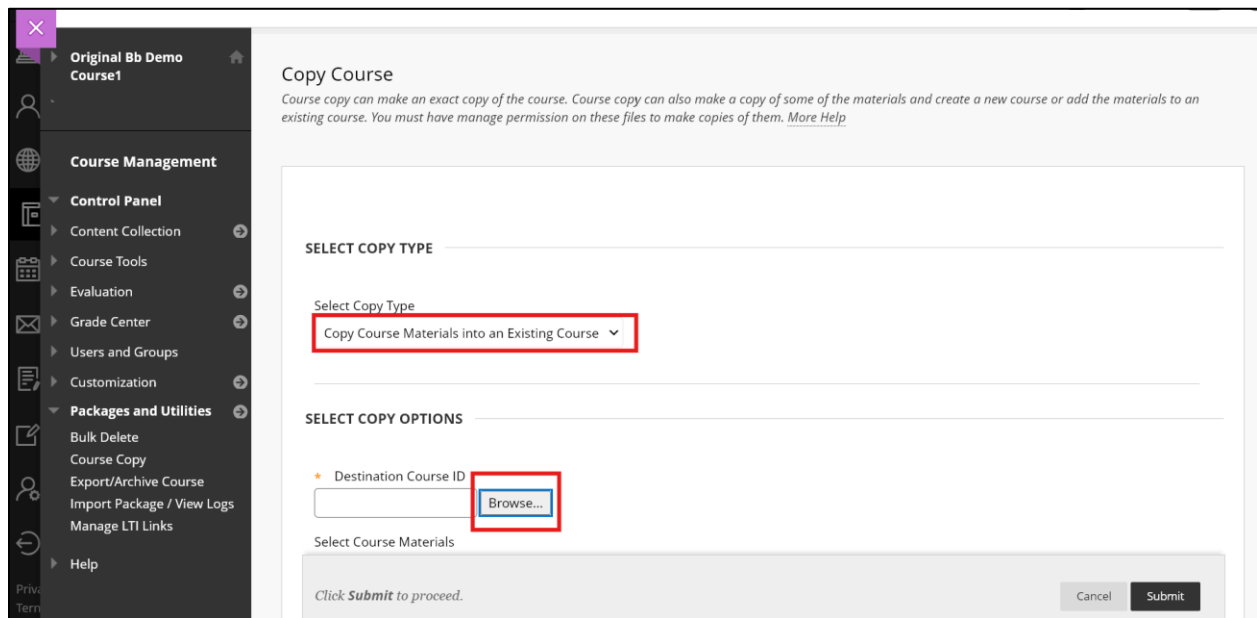 Original Bb Demo
Course1
Course Management
Control Panel
Content Collection
Course Tools
Evaluation
Grade Center
Users and Groups
Customization
Packages and Utilities
Bulk Delete
Course Copy
Export/Archive Course
Import Package / View Logs
Manage LTI Links
Help
Copy Course
Course copy can make an exact copy of the course. Course copy can also make a copy of some of the materials and create a new course or add the materials to an
existing course. You must have manage permission on these files to make copies of them. More Help
SELECT COPY TYPE
Select Copy Type
Copy Course Materials into an Existing Course
SELECT COPY OPTIONS
* Destination Course ID
Browse...
Select Course Materials
Click Submit to proceed.
Cancel Submit
Priva
Tern